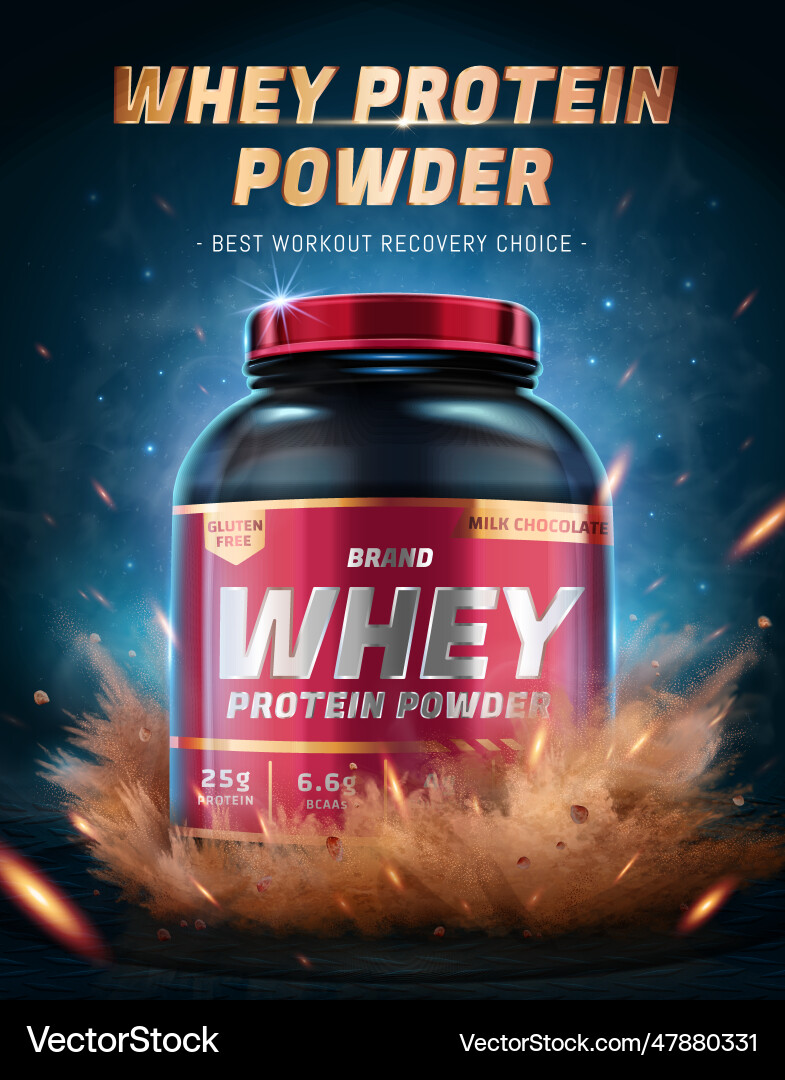 WHEY PROTEIN
POWDER
- BEST WORKOUT RECOVERY CHOICE -
GLUTEN
FREE
MILK CHOCOLATE
BRAND
WHEY
PROTEIN POWDER
25g
PROTEIN
6.6g
BCAAs
VectorStock
VectorStock.com/47880331